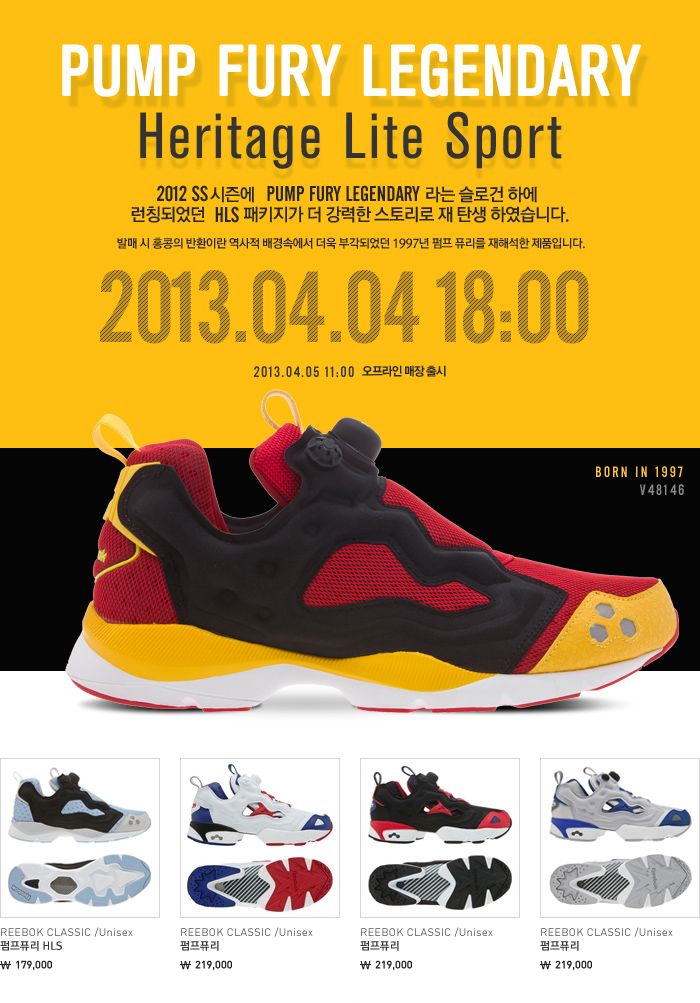 PUMP FURY LEGENDARY
Heritage Lite Sport
2012 SS시즌에 PUMP FURY LEGENDARY 라는 슬로건 하에
런칭되었던 HLS 패키지가 더 강력한 스토리로 재 탄생 하였습니다.
발매 시 홍콩의 반환이란 역사적 배경속에서 더욱 부각되었던 1997년 펌프 퓨리를 재해석한 제품입니다.
2013.04.04 18:00
2013.04.05 11:00 오프라인 매장 출시
BORN IN 1997
V48146
REEBOK CLASSIC /Unisex
펌프퓨리 HLS
₩ 179,000
REEBOK CLASSIC /Unisex
펌프퓨리
₩ 219,000
REEBOK CLASSIC /Unisex
펌프퓨리
₩ 219,000
REEBOK CLASSIC /Unisex
펌프퓨리
₩ 219,000